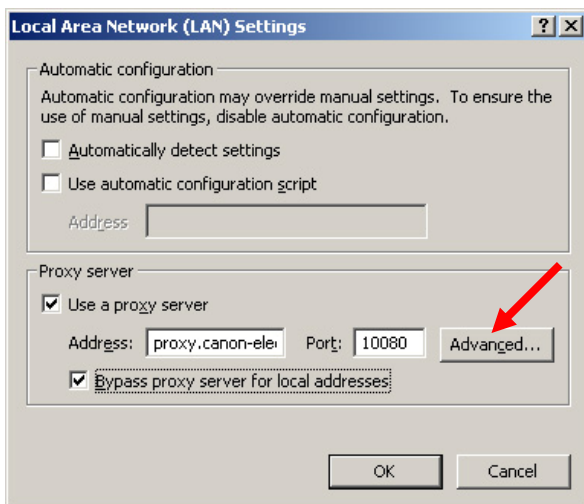 Local Area Network (LAN) Settings
Automatic configuration
Automatic configuration may override manual settings. To ensure the
use of manual settings, disable automatic configuration.
Automatically detect settings
Use automatic configuration script
Address
Proxy server
Use a proxy server
Address: proxy.canon-ele Port: 10080 Advanced...
Bypass proxy server for local addresses
OK Cancel